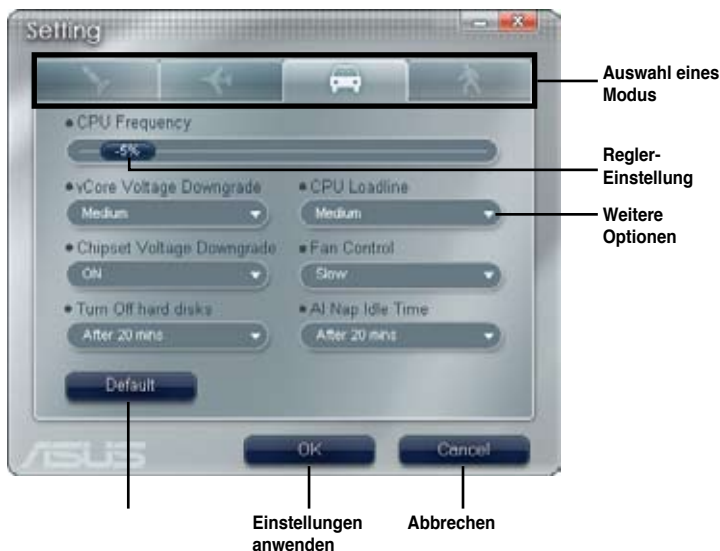 Setting
Auswahl eines
Modus
CPU Frequency
-5%
Regler-
Einstellung
vCore Voltage Downgrade
CPU Loadline
Medium
Medium
Weitere
Optionen
Chipset Voltage Downgrade
Fan Control
ON
Slow
Turn Off hard disks
AI Nap Idle Time
After 20 mins
After 20 mins
Default
ASUS
OK
Cancel
Einstellungen
anwenden
Abbrechen